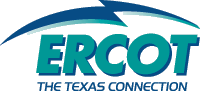 ERCOT
THE TEXAS CONNECTION